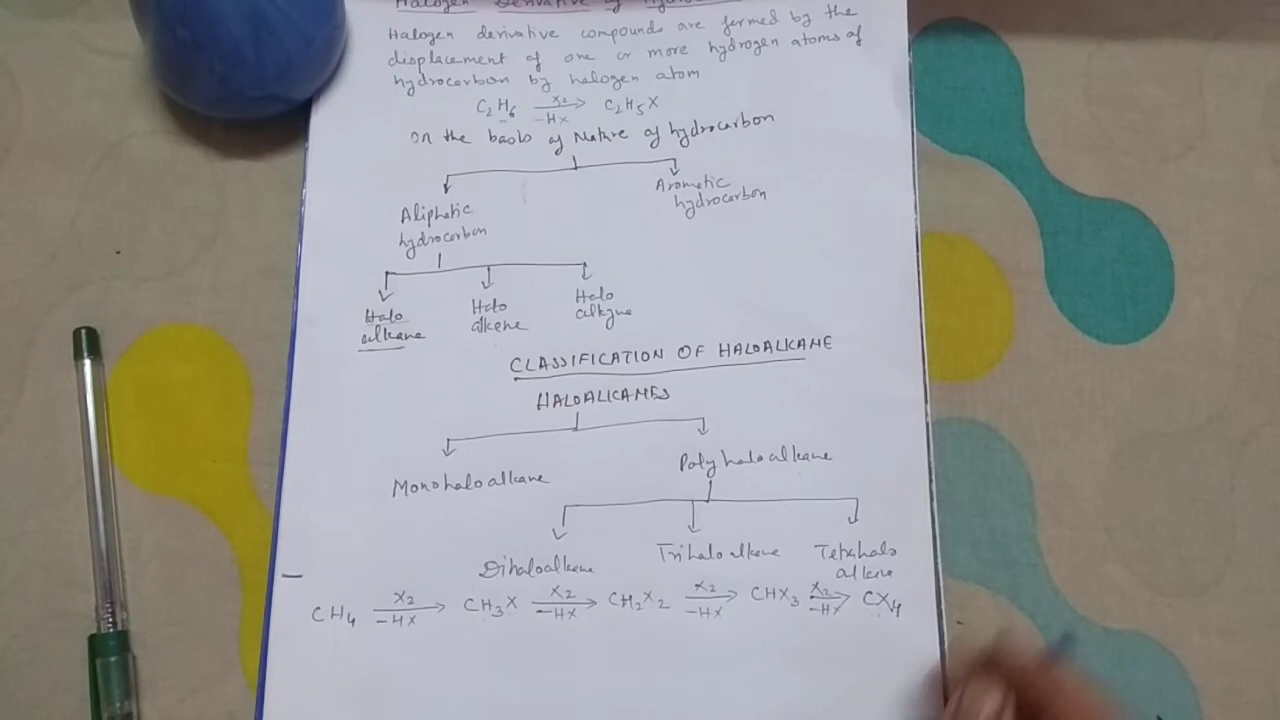 Halogen Derivative of
Halogen derivative compounds are formed by the
displacement of one or more hydrogen atoms of
hydrocarbon by halogen atom
C₂H₆ X₂ → -HX C₂H₅X
on the basis of Nature of hydrocarbon
Aliphatic hydrocarbon
Aromatic hydrocarbon
Halo alkane
Halo alkene
Halo alkyne
CLASSIFICATION OF HALOALKANE
HALOALKANES
Monohaloalkane
Polyhaloalkane
Dihaloalkane
Trihaloalkane
Tetrahalo alkane
CH₄ X₂ → -HX CH₃X X₂ → -HX CH₂X₂ X₂ → -HX CHX₃ X₂ → -HX CX₄